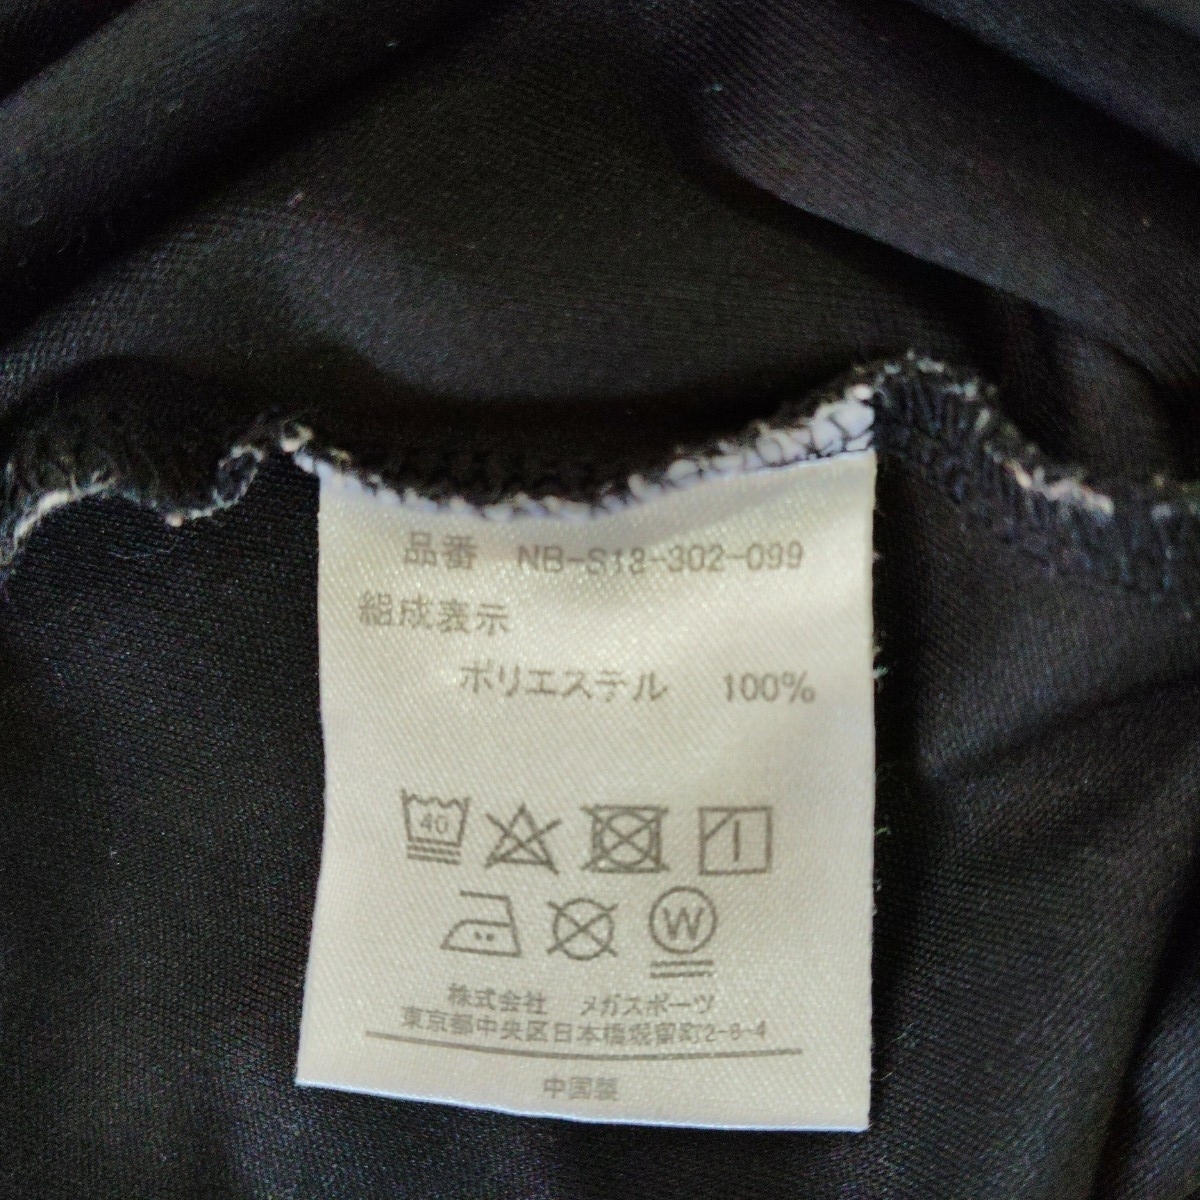 品番 NB-S13-302-099
組成表示
ポリエステル 100%
40
W
株式会社 メガスポーツ
東京都中央区日本橋堀留町2-8-4
中国製